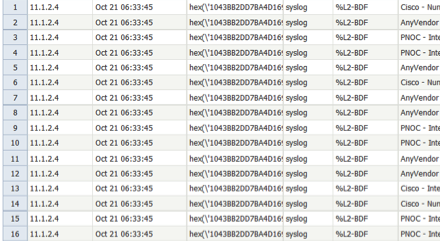 1 11.1.2.4 Oct 21 06:33:45 hex(\'1043BB2DD7BA4D16 syslog %L2-BDF Cisco - Nun
2 11.1.2.4 Oct 21 06:33:45 hex(\'1043BB2DD7BA4D16 syslog %L2-BDF AnyVendor
3 11.1.2.4 Oct 21 06:33:45 hex(\'1043BB2DD7BA4D16 syslog %L2-BDF PNOC - Inte
4 11.1.2.4 Oct 21 06:33:45 hex(\'1043BB2DD7BA4D16 syslog %L2-BDF PNOC - Inte
5 11.1.2.4 Oct 21 06:33:45 hex(\'1043BB2DD7BA4D16 syslog %L2-BDF AnyVendor
6 11.1.2.4 Oct 21 06:33:45 hex(\'1043BB2DD7BA4D16 syslog %L2-BDF Cisco - Nun
7 11.1.2.4 Oct 21 06:33:45 hex(\'1043BB2DD7BA4D16 syslog %L2-BDF AnyVendor
8 11.1.2.4 Oct 21 06:33:45 hex(\'1043BB2DD7BA4D16 syslog %L2-BDF AnyVendor
9 11.1.2.4 Oct 21 06:33:45 hex(\'1043BB2DD7BA4D16 syslog %L2-BDF PNOC - Inte
10 11.1.2.4 Oct 21 06:33:45 hex(\'1043BB2DD7BA4D16 syslog %L2-BDF PNOC - Inte
11 11.1.2.4 Oct 21 06:33:45 hex(\'1043BB2DD7BA4D16 syslog %L2-BDF AnyVendor
12 11.1.2.4 Oct 21 06:33:45 hex(\'1043BB2DD7BA4D16 syslog %L2-BDF AnyVendor
13 11.1.2.4 Oct 21 06:33:45 hex(\'1043BB2DD7BA4D16 syslog %L2-BDF Cisco - Inte
14 11.1.2.4 Oct 21 06:33:45 hex(\'1043BB2DD7BA4D16 syslog %L2-BDF Cisco - Nun
15 11.1.2.4 Oct 21 06:33:45 hex(\'1043BB2DD7BA4D16 syslog %L2-BDF PNOC - Inte
16 11.1.2.4 Oct 21 06:33:45 hex(\'1043BB2DD7BA4D16 syslog %L2-BDF PNOC - Inte